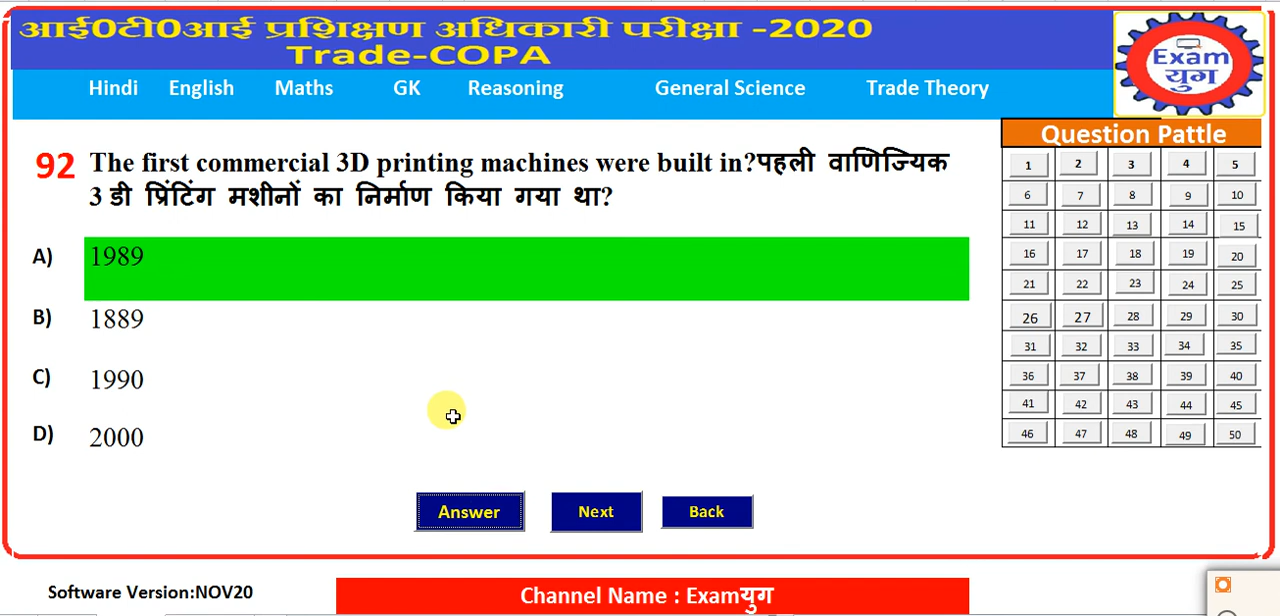 आई0टी0आई प्रशिक्षण अधिकारी परीक्षा -2020
Trade-COPA
Exam
युग
Hindi English Maths GK Reasoning General Science Trade Theory
Question Pattle
92 The first commercial 3D printing machines were built in?पहली वाणिज्यिक
3 डी प्रिंटिंग मशीनों का निर्माण किया गया था?
A) 1989
B) 1889
C) 1990
D) 2000
1 2 3 4 5
6 7 8 9 10
11 12 13 14 15
16 17 18 19 20
21 22 23 24 25
26 27 28 29 30
31 32 33 34 35
36 37 38 39 40
41 42 43 44 45
46 47 48 49 50
Answer Next Back
Software Version:NOV20
Channel Name : Examयुग